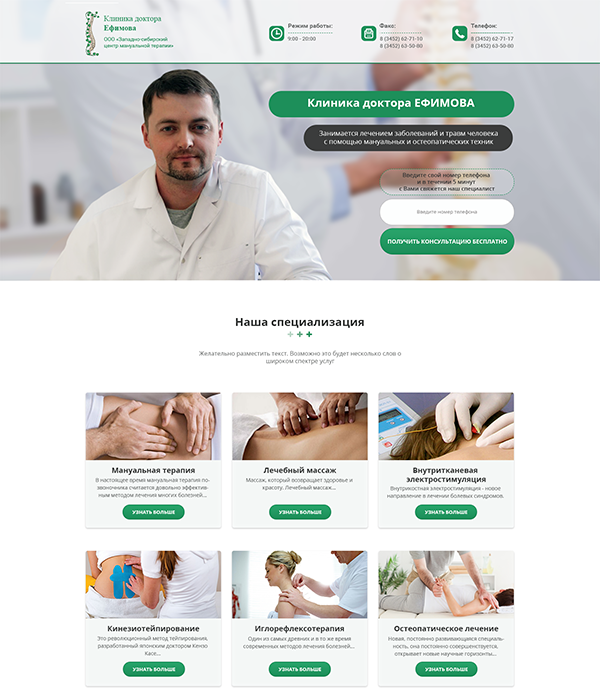 Клиника доктора
Ефимова
ООО «Западно-сибирский
центр мануальной терапии»
Режим работы:
9:00 - 20:00
Факс:
8 (3452) 62-71-10
8 (3452) 63-50-80
Телефон:
8 (3452) 62-71-17
8 (3452) 63-50-80
Клиника доктора ЕФИМОВА
Занимается лечением заболеваний и травм человека
с помощью мануальных и остеопатических техник
Введите свой номер телефона
и в течении 5 минут
с Вами свяжется наш специалист
Введите номер телефона
ПОЛУЧИТЬ КОНСУЛЬТАЦИЮ БЕСПЛАТНО
Наша специализация
Желательно разместить текст. Возможно это будет несколько слов о
широком спектре услуг
Мануальная терапия
В настоящее время мануальная терапия по-
звоночника считается довольно эффектив-
ным методом лечения многих болезней...
УЗНАТЬ БОЛЬШЕ
Лечебный массаж
Массаж, который возвращает здоровье и
красоту. Лечебный массаж...
УЗНАТЬ БОЛЬШЕ
Внутритканевая
электростимуляция
Внутрикостная электростимуляция - новое
направление в лечении болевых синдромов.
УЗНАТЬ БОЛЬШЕ
Кинезиотейпирование
Это революционный метод тейпирования,
разработанный японским доктором Кензо
Касе...
УЗНАТЬ БОЛЬШЕ
Иглорефлексотерапия
Один из самых древних и в то же время
современных методов лечения болезней...
УЗНАТЬ БОЛЬШЕ
Остеопатическое лечение
Новая, постоянно развивающиеся специаль-
ность, она постоянно совершенствуется,
открывает новые научные горизонты...
УЗНАТЬ БОЛЬШЕ